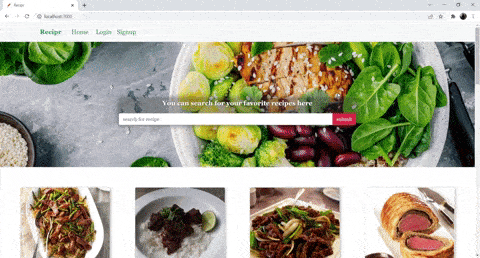 Recipe
localhost:3000
Recipe Home Login Signup
You can search for your favorite recipes here
search for recipe
submit